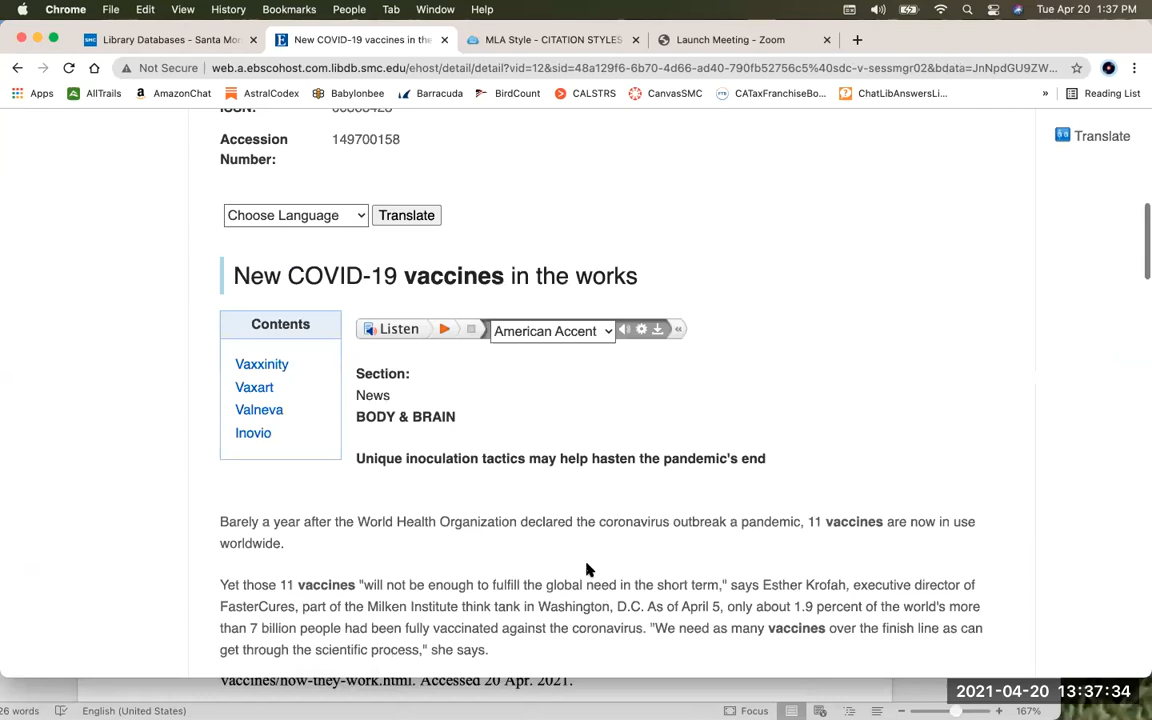 Chrome File Edit View History Bookmarks People Tab Window Help Tue Apr 20 1:37 PM
Library Databases - Santa Mon New COVID-19 vaccines in the MLA Style - CITATION STYLES Launch Meeting - Zoom
Not Secure web.a.ebscohost.com.libdb.smc.edu/ehost/detail/detail?vid=12&sid=48a129f6-6b70-4d66-ad40-790fb52756c5%40sdc-v-sessmgr02&bdata=JnNpdGU9ZW...
Apps AllTrails AmazonChat AstralCodex Babylonbee Barracuda BirdCount CALSTRS CanvasSMC CATaxFranchiseBo... ChatLibAnswersLi... » Reading List
ISSN:
Translate
Accession 149700158
Number:
Choose Language Translate
New COVID-19 vaccines in the works
Contents
Listen American Accent «
Vaxxinity
Vaxart
Valneva
Inovio
Section:
News
BODY & BRAIN
Unique inoculation tactics may help hasten the pandemic's end
Barely a year after the World Health Organization declared the coronavirus outbreak a pandemic, 11 vaccines are now in use
worldwide.
Yet those 11 vaccines "will not be enough to fulfill the global need in the short term," says Esther Krofah, executive director of
FasterCures, part of the Milken Institute think tank in Washington, D.C. As of April 5, only about 1.9 percent of the world's more
than 7 billion people had been fully vaccinated against the coronavirus. "We need as many vaccines over the finish line as can
get through the scientific process," she says.
vaccines/how-they-work.html. Accessed 20 Apr. 2021.
2021-04-20 13:37:34
26 words English (United States) Focus 167%